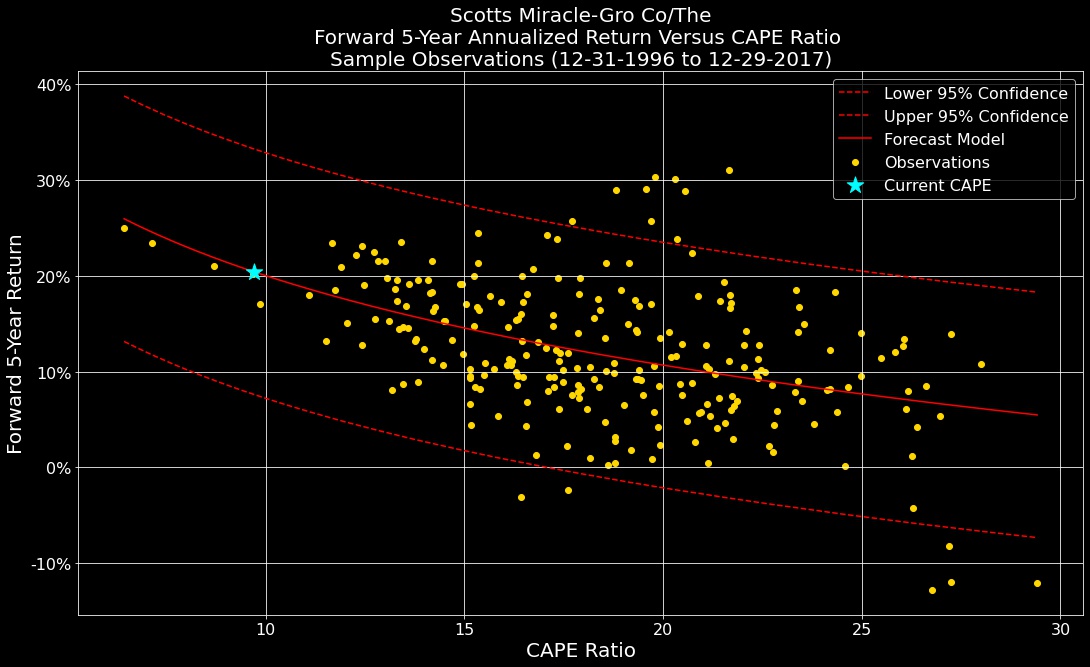 Scotts Miracle-Gro Co/The
Forward 5-Year Annualized Return Versus CAPE Ratio
Sample Observations (12-31-1996 to 12-29-2017)
Lower 95% Confidence
Upper 95% Confidence
Forecast Model
Observations
Current CAPE
Forward 5-Year Return
40%
30%
20%
10%
0%
-10%
10 15 20 25 30
CAPE Ratio